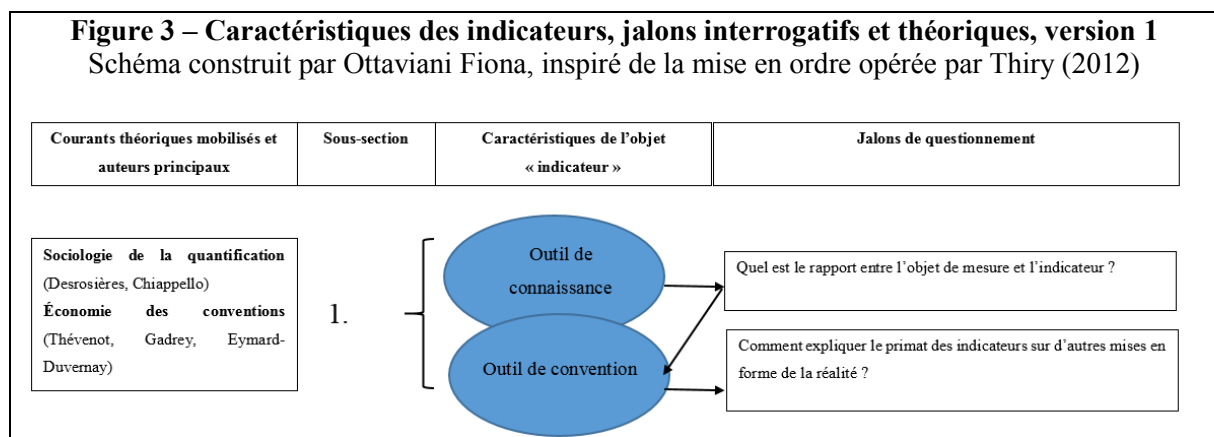 Figure 3 – Caractéristiques des indicateurs, jalons interrogatifs et théoriques, version 1
Schéma construit par Ottaviani Fiona, inspiré de la mise en ordre opérée par Thiry (2012)
Courants théoriques mobilisés et
auteurs principaux
Sous-section
Caractéristiques de l’objet
« indicateur »
Jalons de questionnement
Sociologie de la quantification
(Desrosières, Chiappello)
Économie des conventions
(Thévenot, Gadrey, Eymard-
Duvernay)
1.
Outil de
connaissance
Outil de convention
Quel est le rapport entre l’objet de mesure et l’indicateur ?
Comment expliquer le primat des indicateurs sur d’autres mises en
forme de la réalité ?